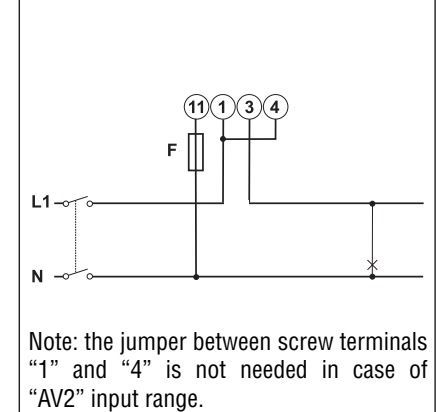 11 1 3 4
F
L1
N
Note: the jumper between screw terminals
“1” and “4” is not needed in case of
“AV2” input range.